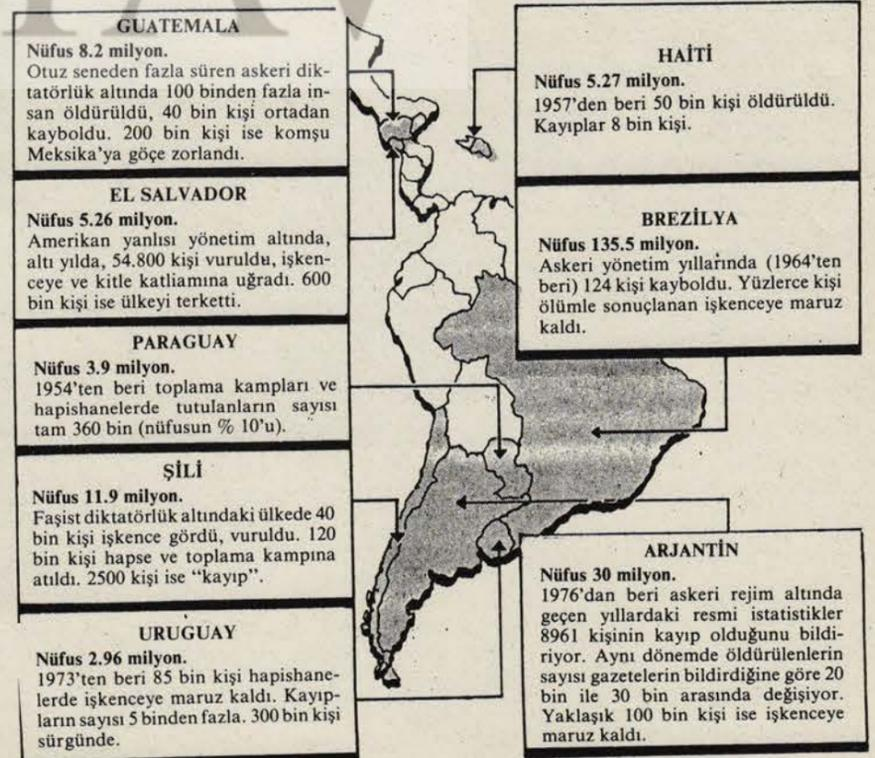 GUATEMALA
Nüfus 8.2 milyon.
Otuz seneden fazla süren askeri dik-
tatörlük altında 100 binden fazla in-
san öldürüldü, 40 bin kişi ortadan
kayboldu. 200 bin kişi ise komşu
Meksika'ya göçe zorlandı.
EL SALVADOR
Nüfus 5.26 milyon.
Amerikan yanlısı yönetim altında,
altı yılda, 54.800 kişi vuruldu, işken-
ceye ve kitle katliamına uğradı. 600
bin kişi ise ülkeyi terketti.
PARAGUAY
Nüfus 3.9 milyon.
1954'ten beri toplama kampları ve
hapishanelerde tutulanların sayısı
tam 360 bin (nüfusun % 10'u).
ŞİLİ
Nüfus 11.9 milyon.
Faşist diktatörlük altındaki ülkede 40
bin kişi işkence gördü, vuruldu. 120
bin kişi hapse ve toplama kampına
atıldı. 2500 kişi ise “kayıp”.
URUGUAY
Nüfus 2.96 milyon.
1973'ten beri 85 bin kişi hapishane-
lerde işkenceye maruz kaldı. Kayıp-
ların sayısı 5 binden fazla. 300 bin kişi
sürgünde.
HAİTİ
Nüfus 5.27 milyon.
1957'den beri 50 bin kişi öldürüldü.
Kayıplar 8 bin kişi.
BREZİLYA
Nüfus 135.5 milyon.
Askeri yönetim yıllarında (1964'ten
beri) 124 kişi kayboldu. Yüzlerce kişi
ölümle sonuçlanan işkenceye maruz
kaldı.
ARJANTİN
Nüfus 30 milyon.
1976'dan beri askeri rejim altında
geçen yıllardaki resmi istatistikler
8961 kişinin kayıp olduğunu bildi-
riyor. Aynı dönemde öldürülenlerin
sayısı gazetelerin bildirdiğine göre 20
bin ile 30 bin arasında değişiyor.
Yaklaşık 100 bin kişi ise işkenceye
maruz kaldı.